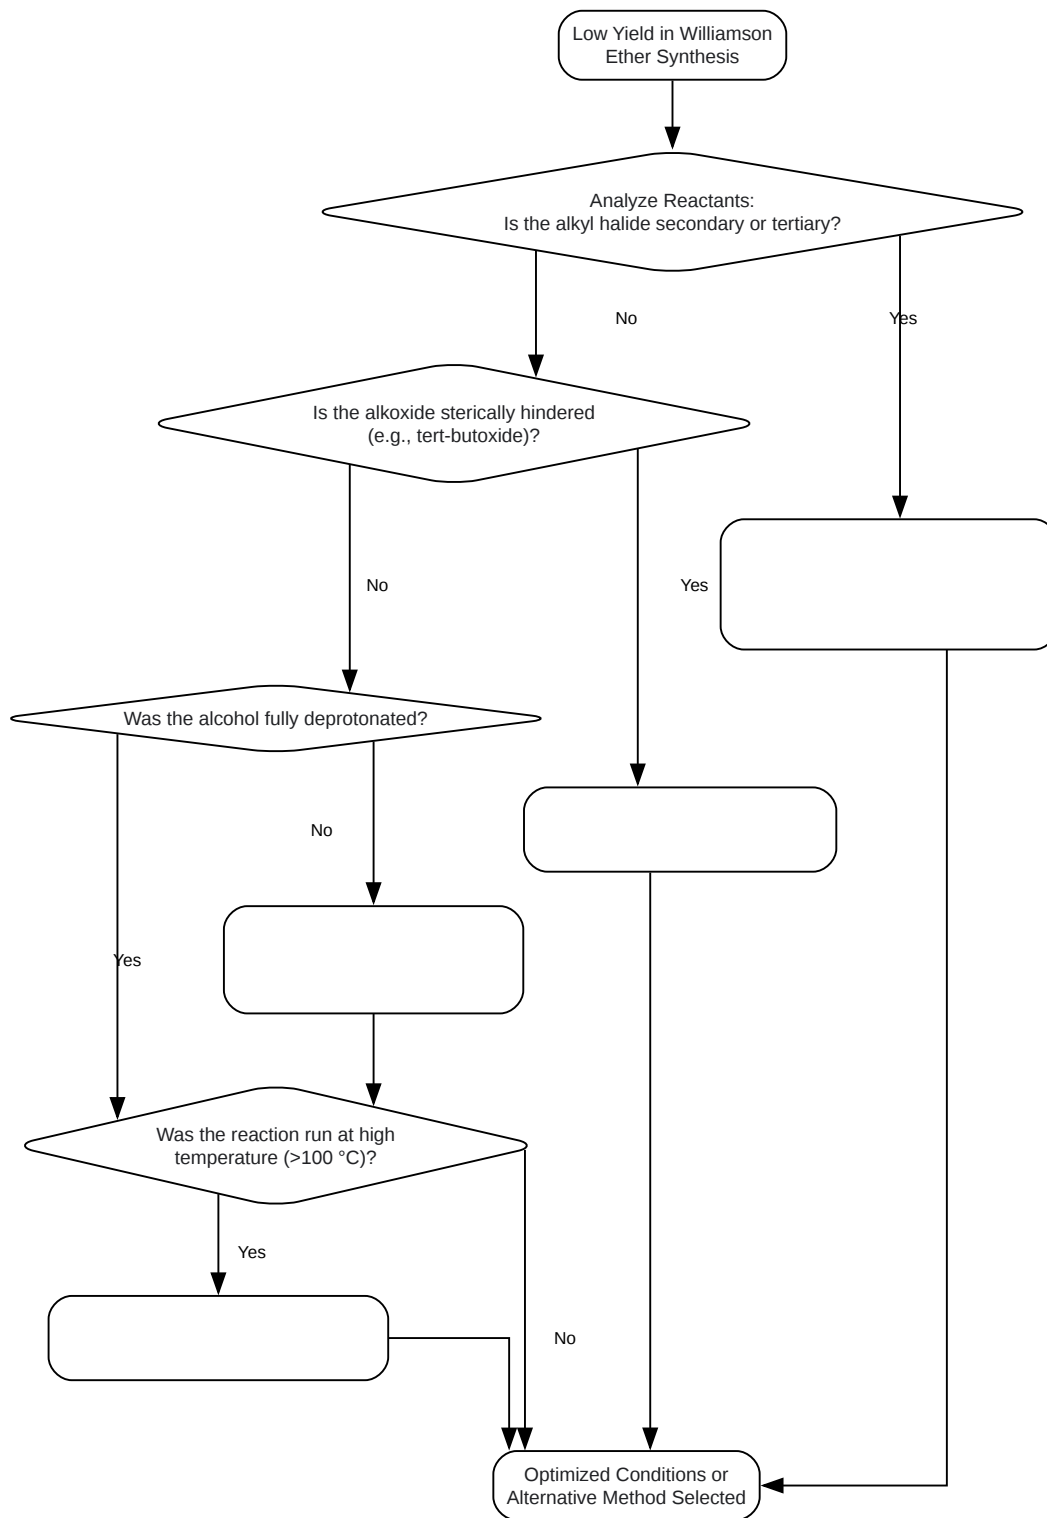 Low Yield in Williamson
Ether Synthesis
Analyze Reactants:
Is the alkyl halide secondary or tertiary?
No
Yes
Is the alkoxide sterically hindered
(e.g., tert-butoxide)?
No
Yes
Was the alcohol fully deprotonated?
No
Yes
Was the reaction run at high
temperature (>100 °C)?
Yes
No
Optimized Conditions or
Alternative Method Selected